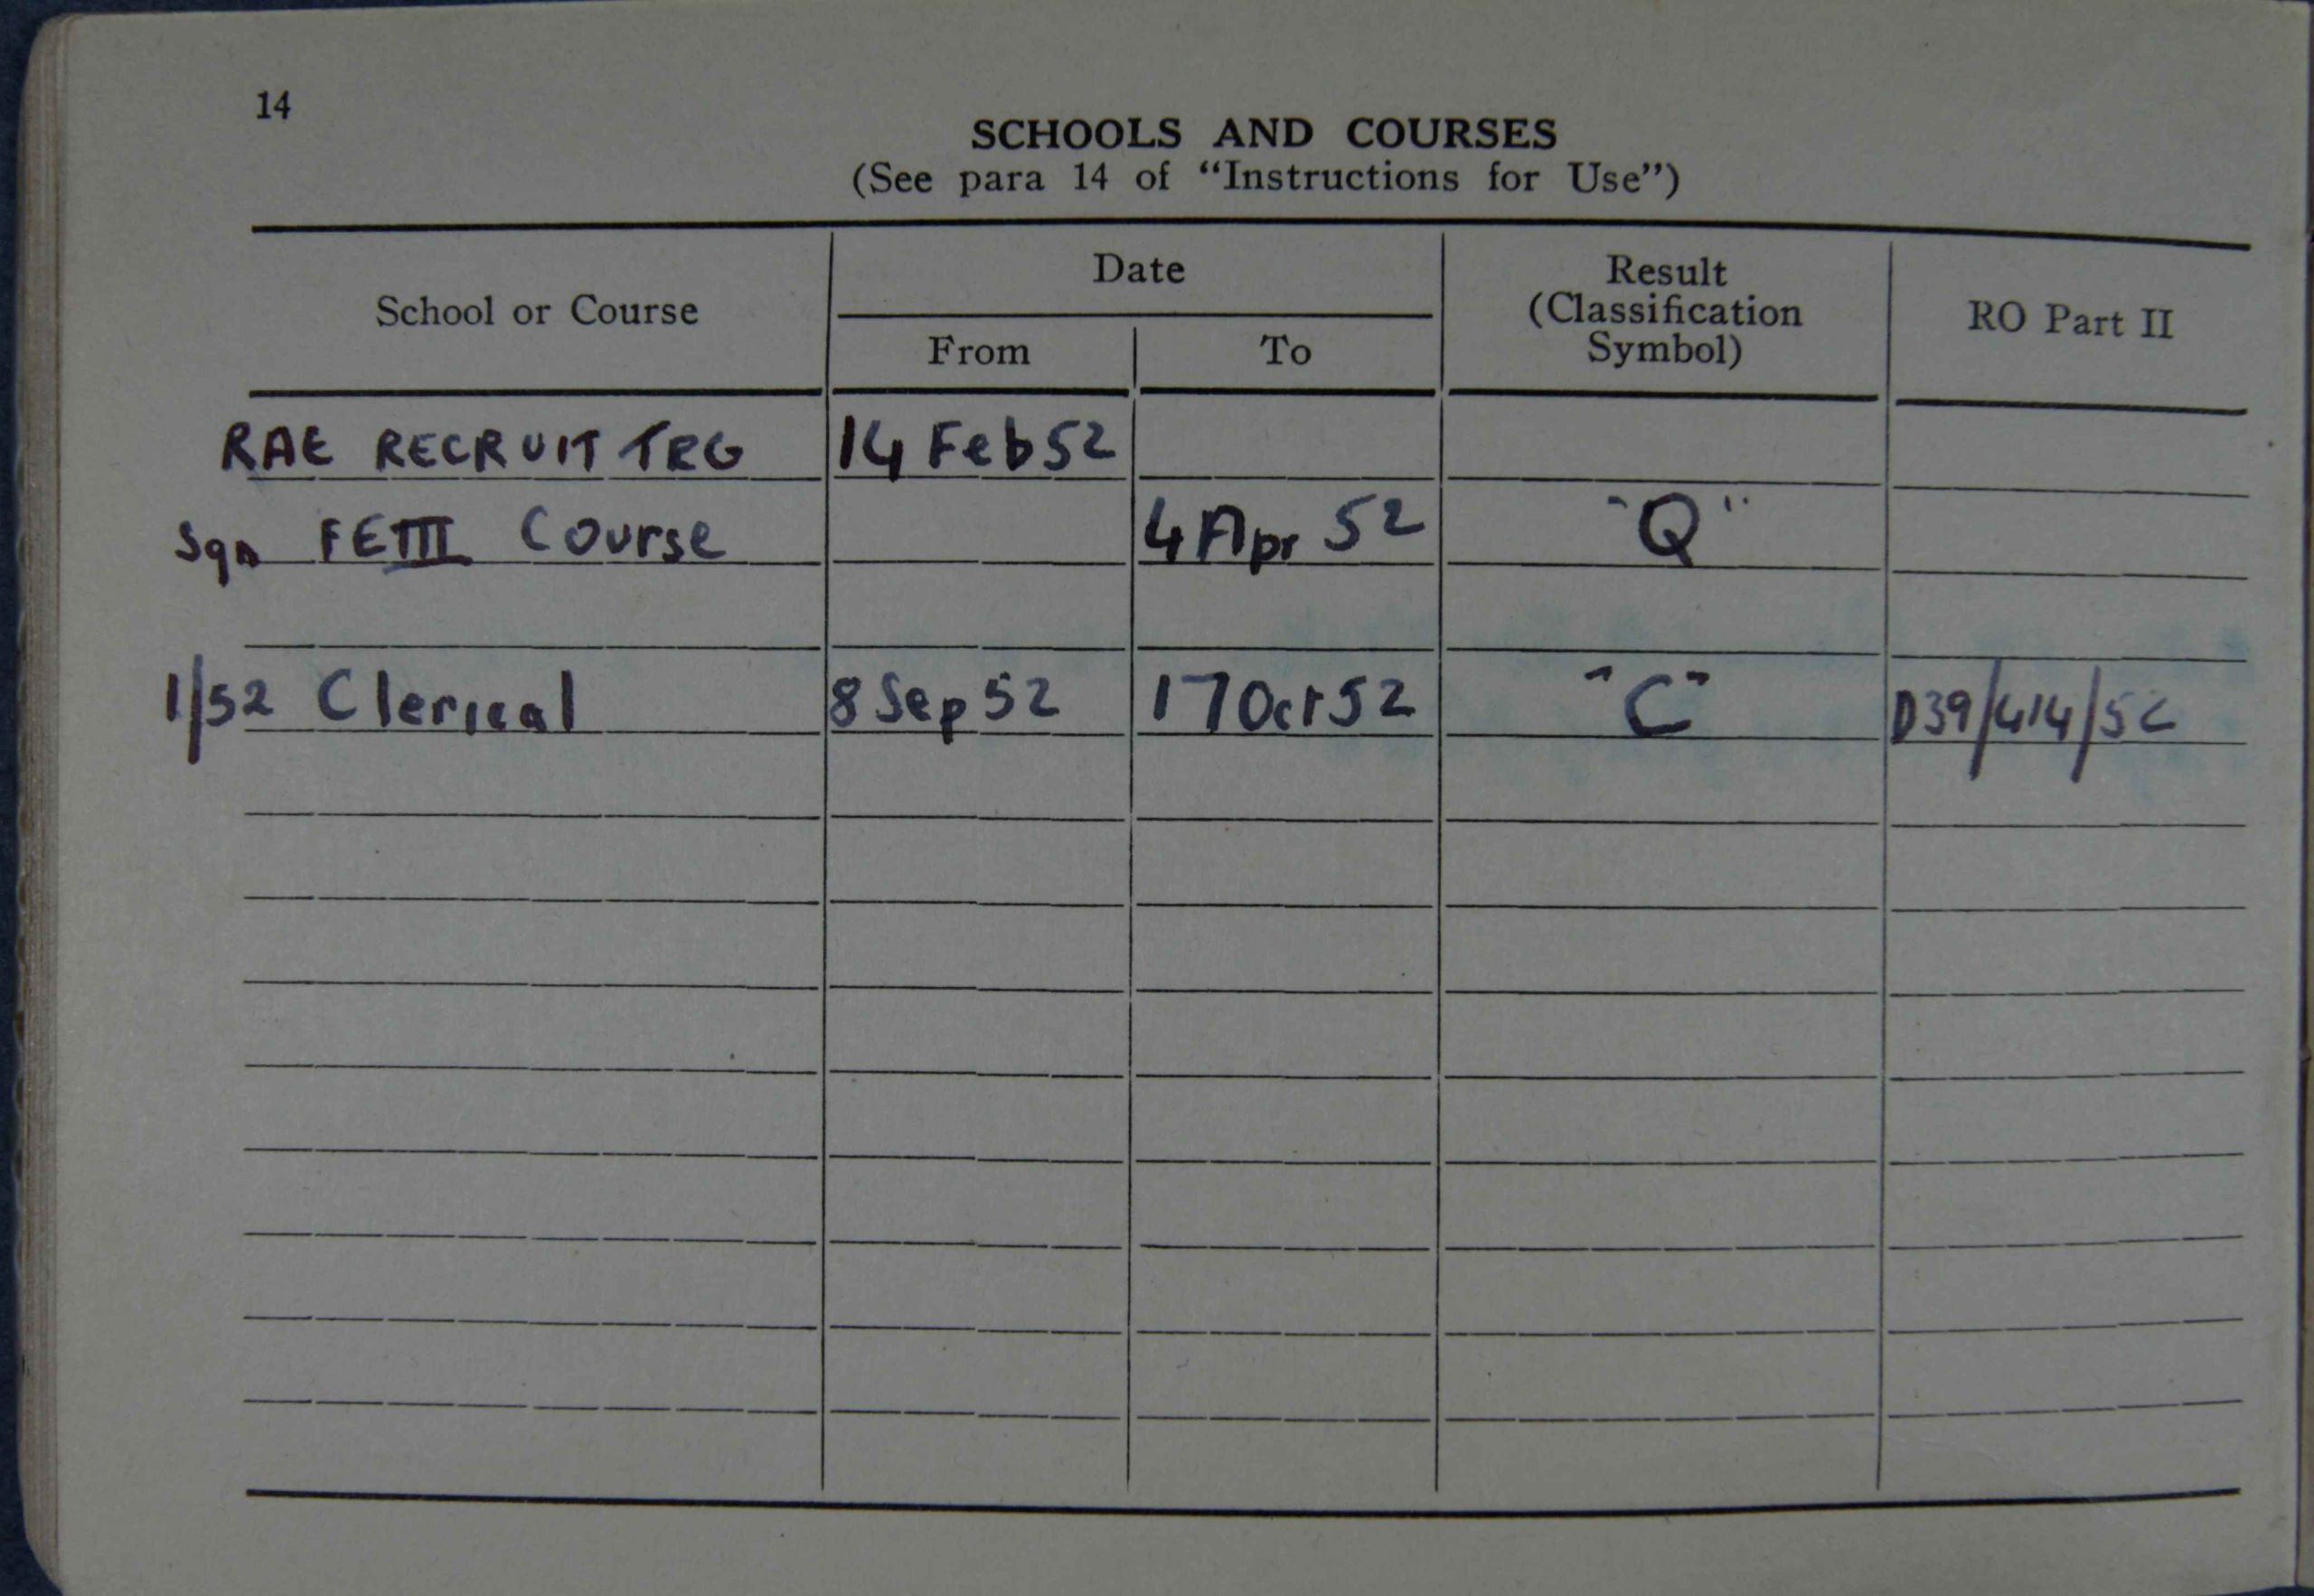 14
SCHOOLS AND COURSES
(See para 14 of “Instructions for Use”)
School or Course
Date
From
To
Result
(Classification
Symbol)
RO Part II
RAE RECRUIT TRG 14 Feb 52
Sqn FE III Course 4 Apr 52 "Q"
1/52 Clerical 8 Sep 52 17 Oct 52 "C" D39/414/52